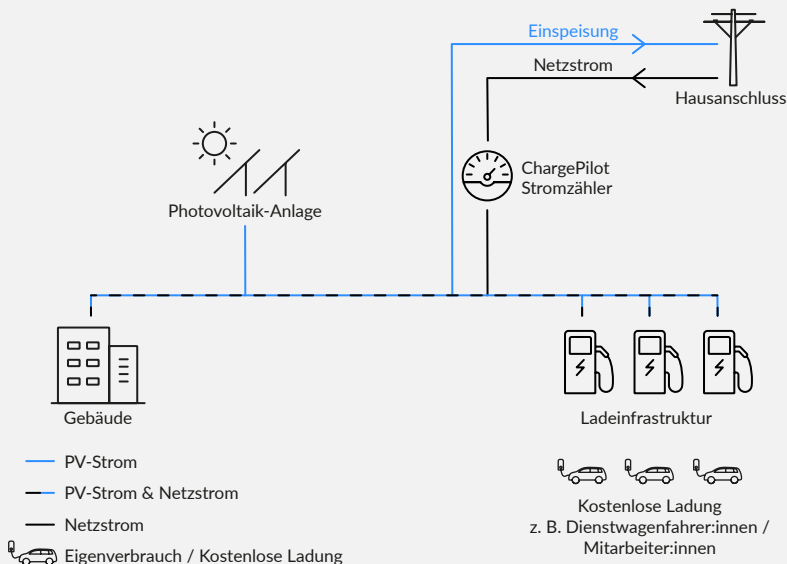 Einspeisung
Netzstrom
Hausanschluss
ChargePilot
Stromzähler
Photovoltaik-Anlage
Gebäude
Ladeinfrastruktur
PV-Strom
PV-Strom & Netzstrom
Netzstrom
Eigenverbrauch / Kostenlose Ladung
Kostenlose Ladung
z. B. Dienstwagenfahrer:innen /
Mitarbeiter:innen